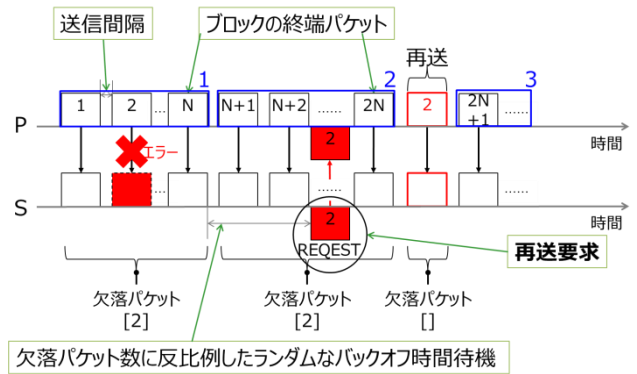 送信間隔
ブロックの終端パケット
再送
1
2
3
1
2
...
N
N+1
N+2
......
2N
2
2N
+1
......
P
2
時間
エラー
...
......
......
S
2
時間
REQEST
再送要求
欠落パケット
[2]
欠落パケット
[2]
欠落パケット
[]
欠落パケット数に反比例したランダムなバックオフ時間待機